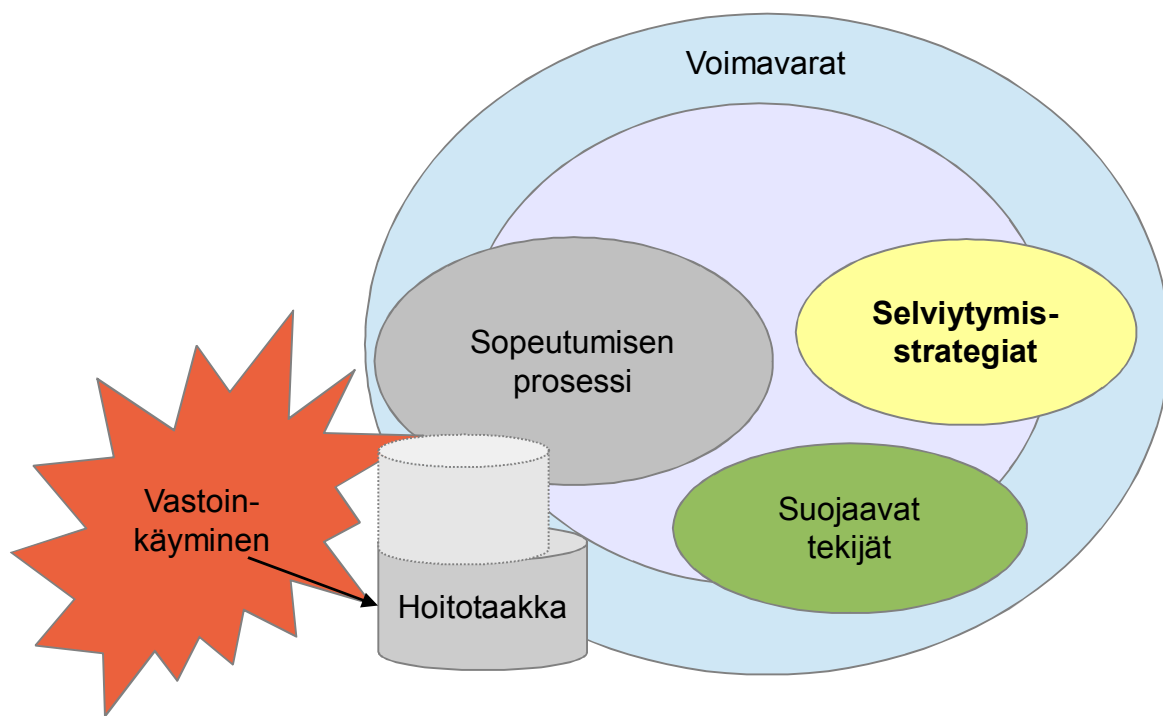 Voimavarat
Selviytymis-
strategiat
Sopeutumisen
prosessi
Vastoin-
käyminen
Suojaavat
tekijät
Hoitotaakka